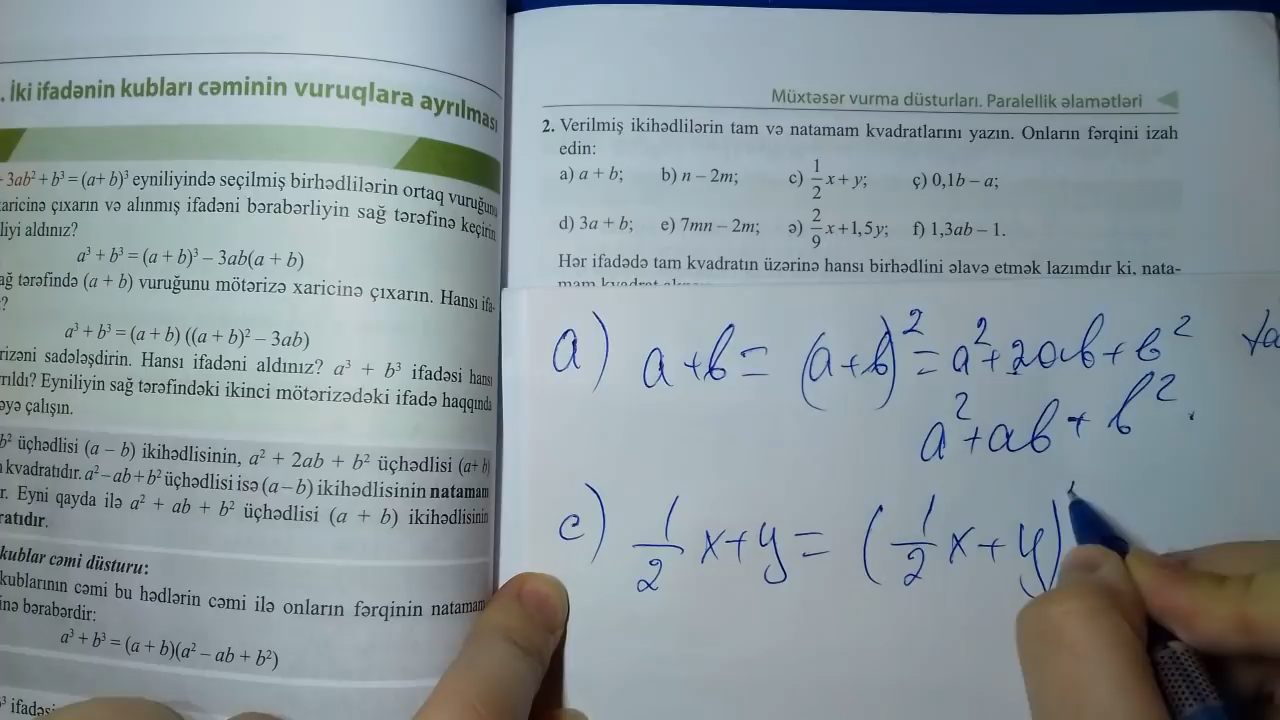 . İki ifadənin kubları cəminin vuruqlara ayrılması
3ab² + b³ = (a + b)³ eyniliyində seçilmiş birhədlilərin ortaq vuruğunu
xaricinə çıxarın və alınmış ifadəni bərabərliyin sağ tərəfinə keçirin
liyi aldınız?
a³ + b³ = (a + b)³ – 3ab(a + b)
tərəfində (a + b) vuruğunu mötərizə xaricinə çıxarın. Hansı ifa-
?
a³ + b³ = (a + b) ((a + b)² – 3ab)
rizəni sadələşdirin. Hansı ifadəni aldınız? a³ + b³ ifadəsi hansı
rıldı? Eyniliyin sağ tərəfindəki ikinci mötərizədəki ifadə haqqında
əyə çalışın.
b² üçhədlisi (a – b) ikihədlisinin, a² + 2ab + b² üçhədlisi (a + b)
kvadratıdır. a² – ab + b² üçhədlisi isə (a – b) ikihədlisinin natamam
r. Eyni qayda ilə a² + ab + b² üçhədlisi (a + b) ikihədlisinin
ratıdır.
kublar cəmi düsturu:
kublarının cəmi bu hədlərin cəmi ilə onların fərqinin natamam
inə bərabərdir:
a³ + b³ = (a + b)(a² – ab + b²)
³ ifadəsi
Müxtəsər vurma düsturları. Paralellik əlamətləri
2. Verilmiş ikihədlilərin tam və natamam kvadratlarını yazın. Onların fərqini izah
edin:
a) a + b; b) n – 2m; c) 1/2 x + y; ç) 0,1b – a;
d) 3a + b; e) 7mn – 2m; ə) 2/9 x + 1,5y; f) 1,3ab – 1.
Hər ifadədə tam kvadratın üzərinə hansı birhədlini əlavə etmək lazımdır ki, nata-
mam kvadrat
a) a+b = (a+b)² = a²+2ab+b² ta
a²+ab+b².
c) 1/2 x+y = (1/2 x+y)